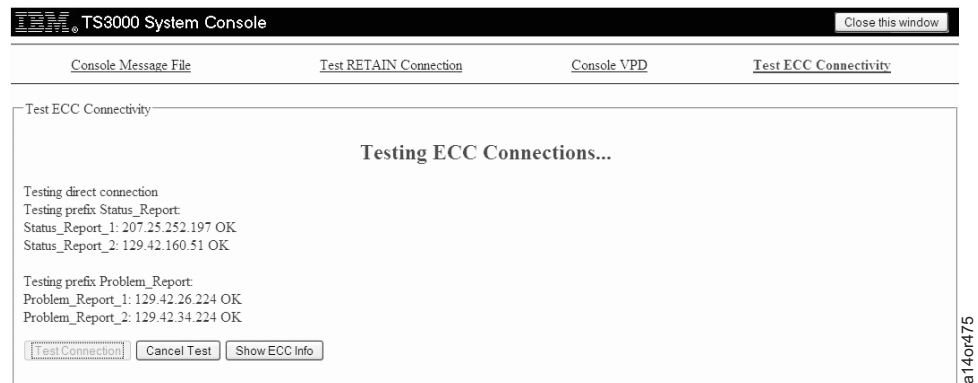 IBM® TS3000 System Console
Close this window
Console Message File
Test RETAIN Connection
Console VPD
Test ECC Connectivity
Test ECC Connectivity
Testing ECC Connections...
Testing direct connection
Testing prefix Status_Report:
Status_Report_1: 207.25.252.197 OK
Status_Report_2: 129.42.160.51 OK
Testing prefix Problem_Report:
Problem_Report_1: 129.42.26.224 OK
Problem_Report_2: 129.42.34.224 OK
Test Connection
Cancel Test
Show ECC Info
a14or475